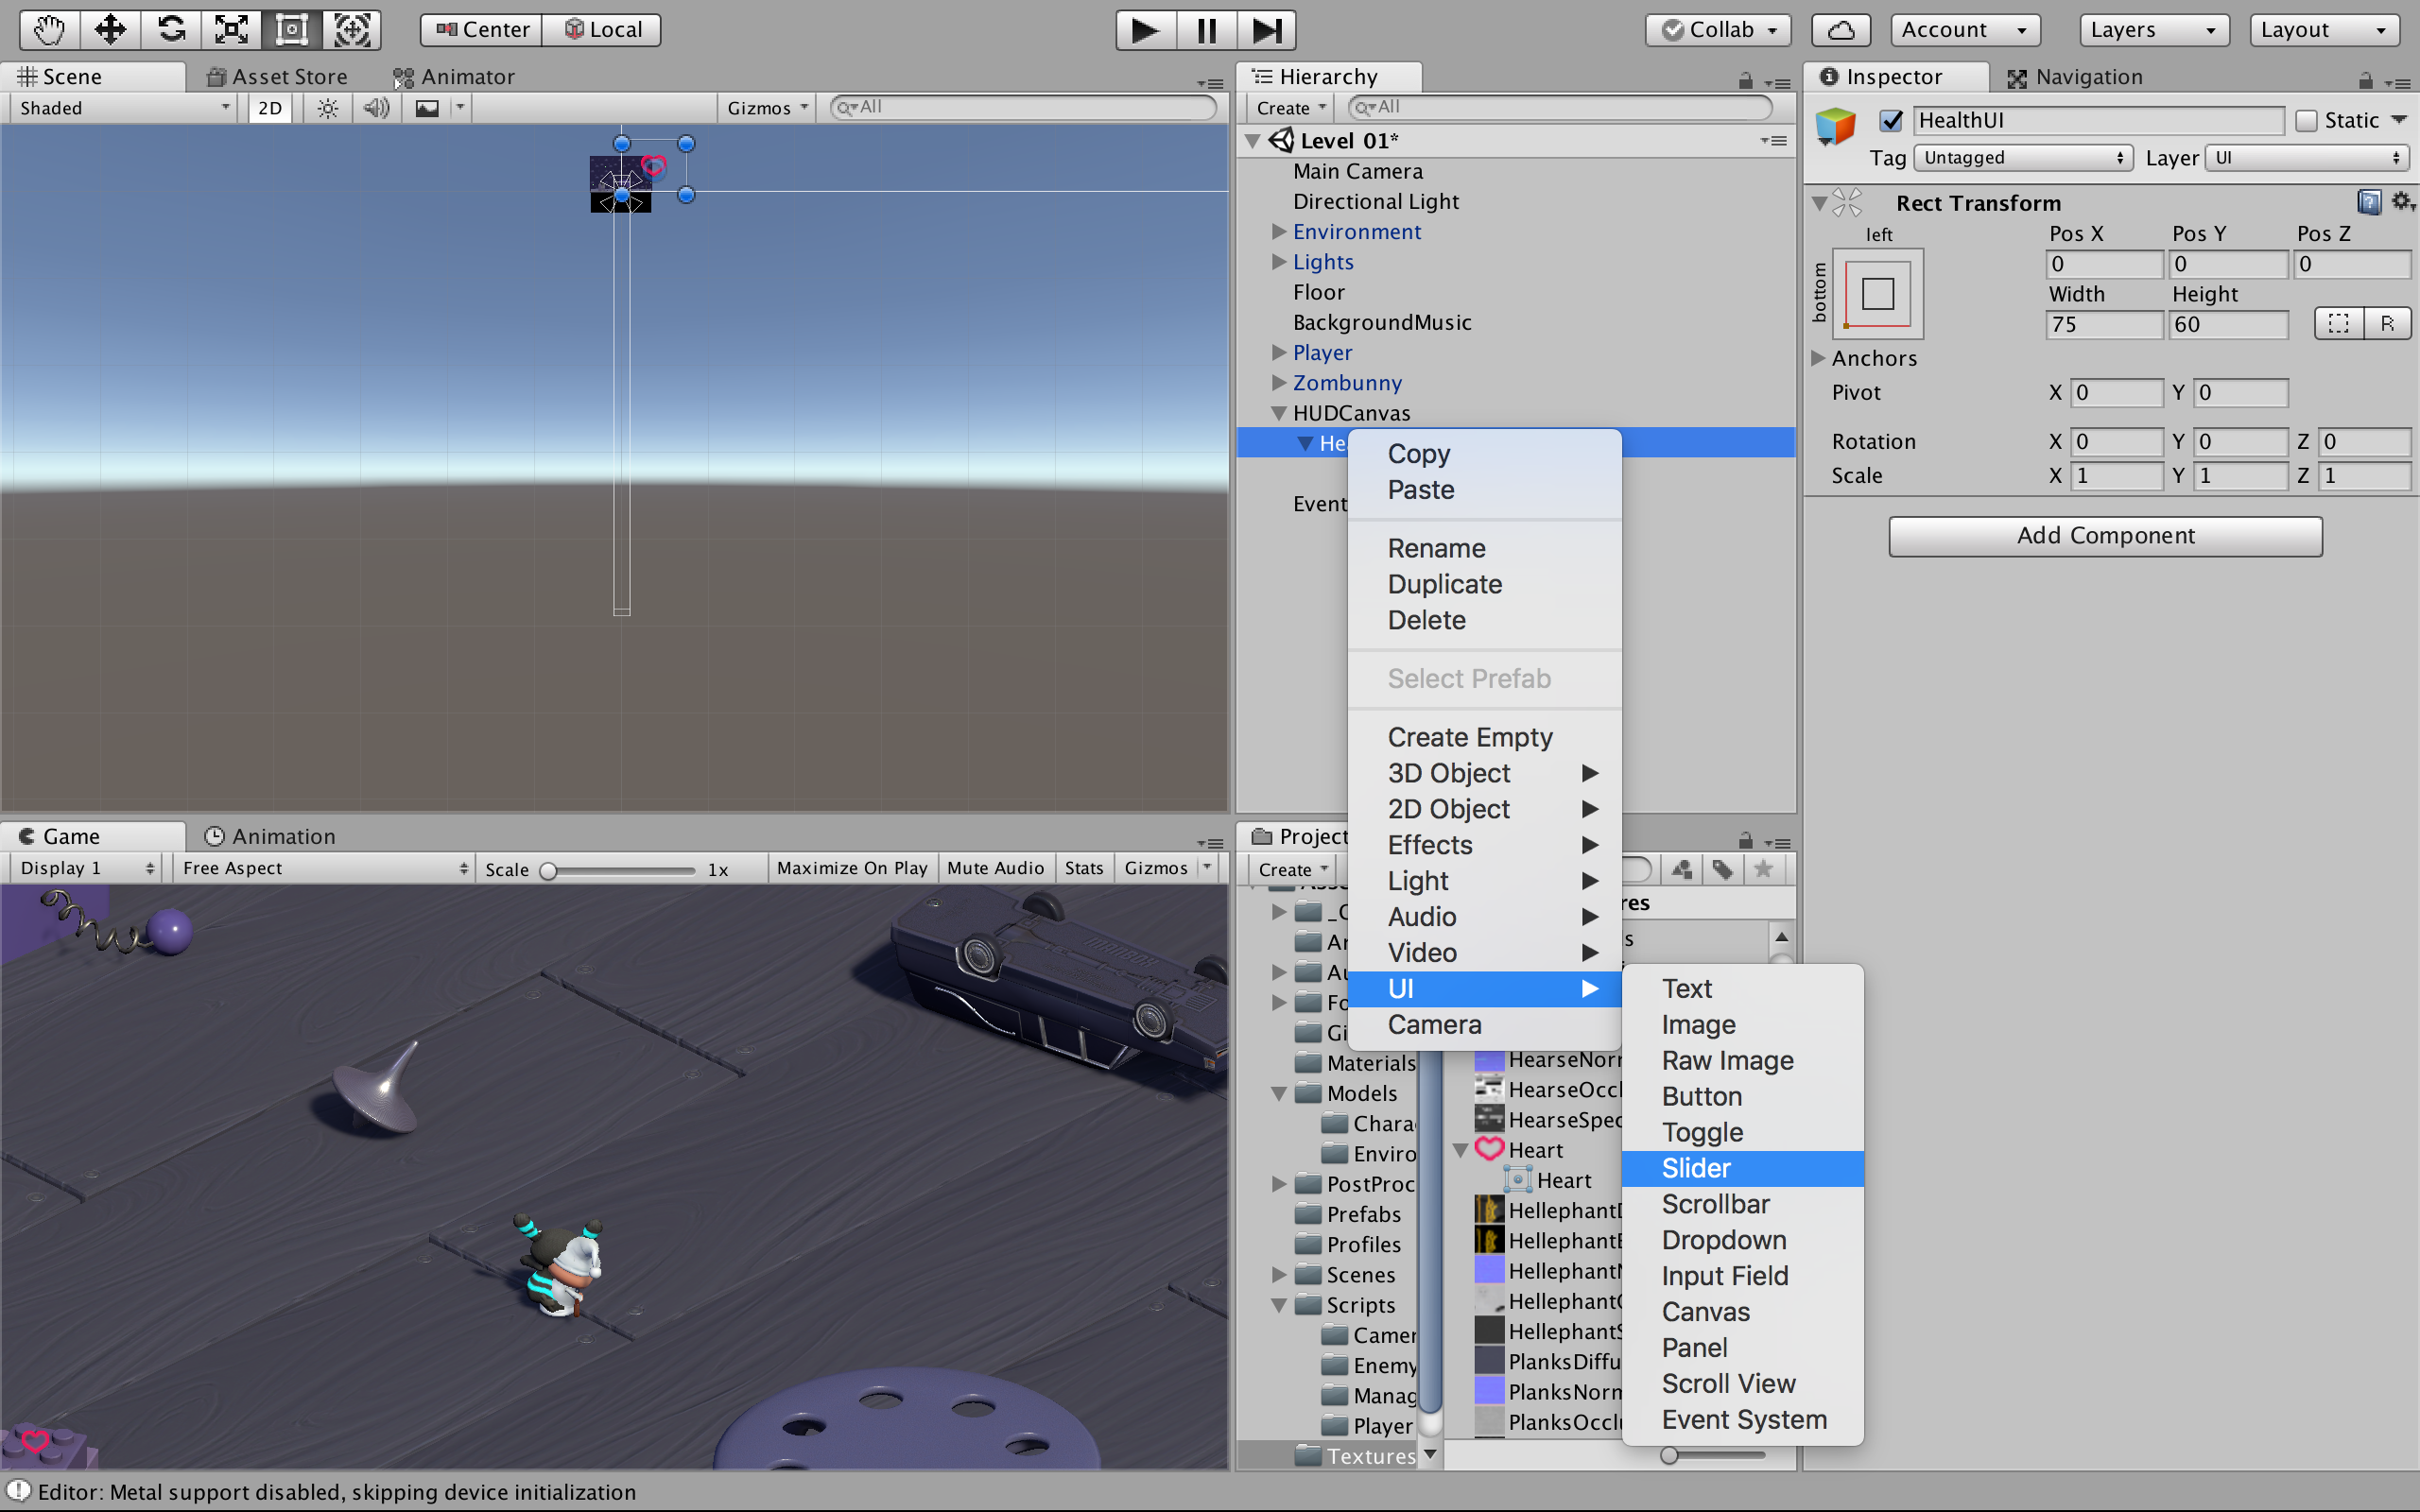 Center Local Collab Account Layers Layout
Scene Asset Store Animator
Shaded 2D Gizmos All
Hierarchy
Create All
Level 01*
Main Camera
Directional Light
Environment
Lights
Floor
BackgroundMusic
Player
Zombunny
HUDCanvas
He
Event
Copy
Paste
Rename
Duplicate
Delete
Select Prefab
Create Empty
3D Object
2D Object
Effects
Light
Audio
Video
UI
Camera
Text
Image
Raw Image
Button
Toggle
Slider
Scrollbar
Dropdown
Input Field
Canvas
Panel
Scroll View
Event System
Inspector Navigation
HealthUI Static
Tag Untagged Layer UI
Rect Transform
left
bottom
Pos X Pos Y Pos Z
0 0 0
Width Height
75 60 R
Anchors
Pivot X 0 Y 0
Rotation X 0 Y 0 Z 0
Scale X 1 Y 1 Z 1
Add Component
Game Animation
Display 1 Free Aspect Scale 1x Maximize On Play Mute Audio Stats Gizmos
Project
Create
Materials
Models
Chara
Enviro
PostProc
Prefabs
Profiles
Scenes
Scripts
Camer
Enemy
Manag
Player
Textures
res
HearseNorr
HearseOccl
HearseSpec
Heart
Heart
Hellephant
Hellephant
Hellephant
Hellephant
Hellephant
PlanksDiffu
PlanksNorn
PlanksOcclu
Editor: Metal support disabled, skipping device initialization